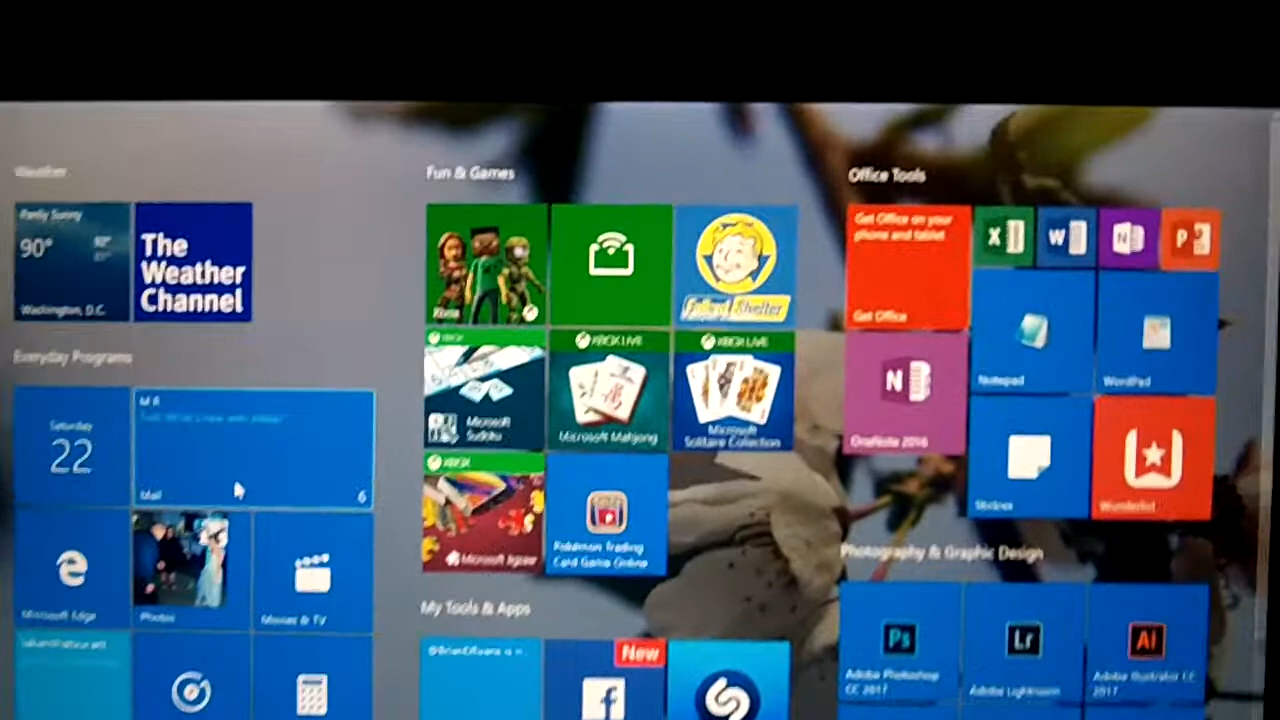 Weather
Partly Sunny
90°
Washington, D.C.
The
Weather
Channel
Everyday Programs
Saturday
22
Mail
6
Microsoft Edge
Photos
Movies & TV
Fun & Games
XBOX
Microsoft
Sudoku
XBOX LIVE
Microsoft Mahjong
Fallout Shelter
XBOX LIVE
Microsoft
Solitaire Collection
XBOX
Microsoft Jigsaw
Pokémon Trading
Card Game Online
My Tools & Apps
New
f
Office Tools
Get Office on your
phone and tablet
Get Office
X
W
N
P
N
OneNote 2016
Notepad
WordPad
Stickies
Wunderlist
Photography & Graphic Design
Ps
Adobe Photoshop
CC 2017
Lr
Adobe Lightroom
Ai
Adobe Illustrator CC
2017